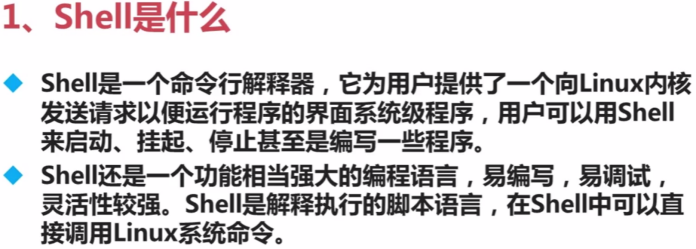 1、Shell是什么
Shell是一个命令行解释器，它为用户提供了一个向Linux内核
发送请求以便运行程序的界面系统级程序，用户可以用Shell
来启动、挂起、停止甚至是编写一些程序。
Shell还是一个功能相当强大的编程语言，易编写，易调试，
灵活性较强。Shell是解释执行的脚本语言，在Shell中可以直
接调用Linux系统命令。